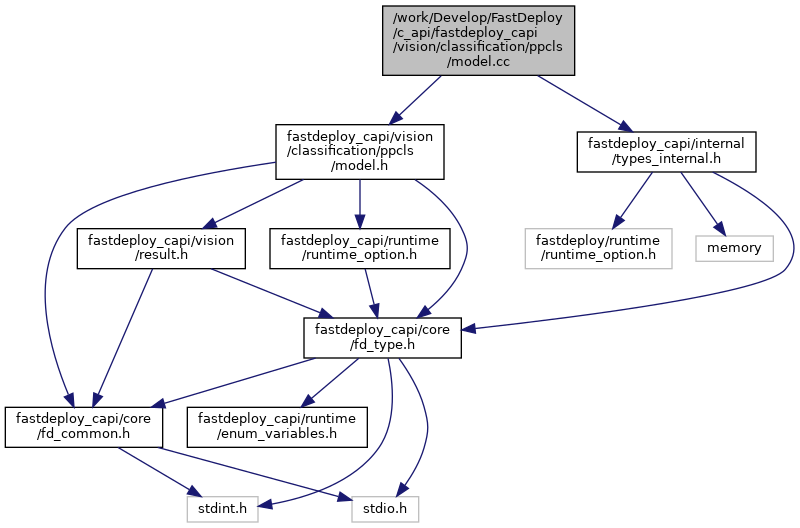 /work/Develop/FastDeploy
/c_api/fastdeploy_capi
/vision/classification/ppcls
/model.cc
fastdeploy_capi/vision
/classification/ppcls
/model.h
fastdeploy_capi/internal
/types_internal.h
fastdeploy_capi/vision
/result.h
fastdeploy_capi/runtime
/runtime_option.h
fastdeploy/runtime
/runtime_option.h
memory
fastdeploy_capi/core
/fd_type.h
fastdeploy_capi/core
/fd_common.h
fastdeploy_capi/runtime
/enum_variables.h
stdint.h
stdio.h